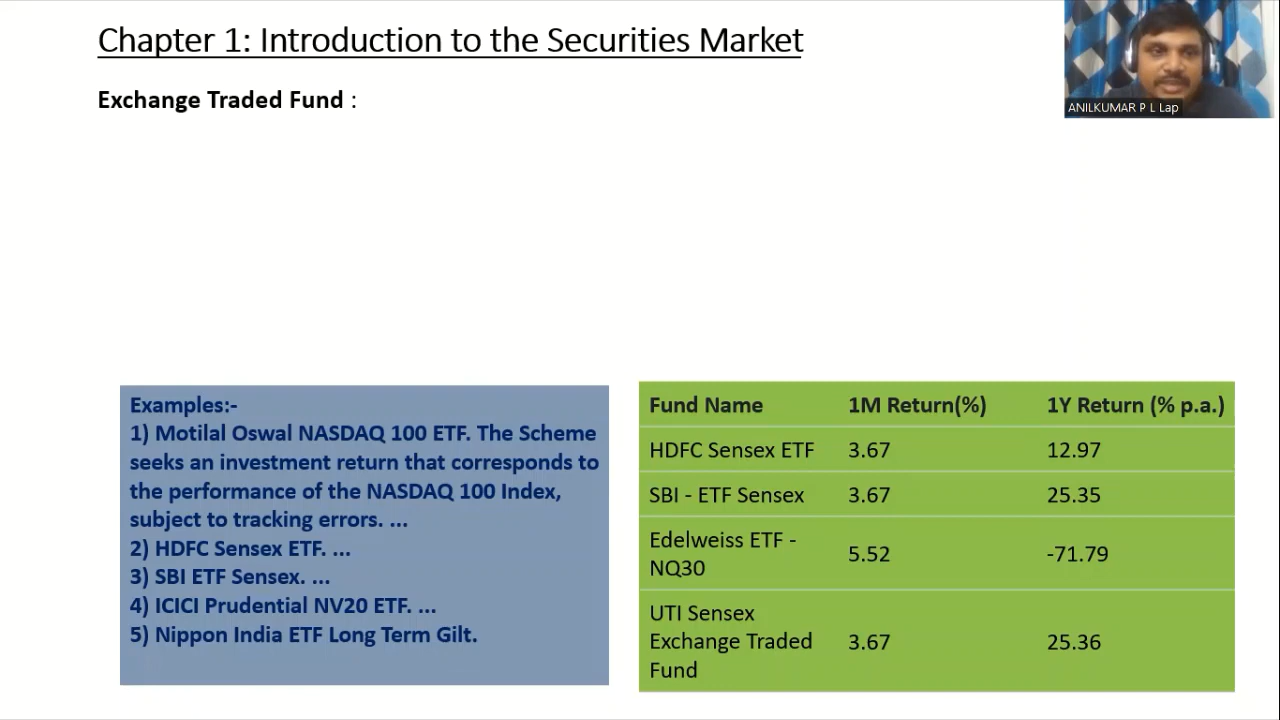 Chapter 1: Introduction to the Securities Market
Exchange Traded Fund :
ANILKUMAR P L Lap
Examples:-
1) Motilal Oswal NASDAQ 100 ETF. The Scheme
seeks an investment return that corresponds to
the performance of the NASDAQ 100 Index,
subject to tracking errors. ...
2) HDFC Sensex ETF. ...
3) SBI ETF Sensex. ...
4) ICICI Prudential NV20 ETF. ...
5) Nippon India ETF Long Term Gilt.
Fund Name 1M Return(%) 1Y Return (% p.a.)
HDFC Sensex ETF 3.67 12.97
SBI - ETF Sensex 3.67 25.35
Edelweiss ETF -
NQ30 5.52 -71.79
UTI Sensex
Exchange Traded 3.67 25.36
Fund